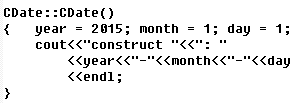 CDate::CDate()
{   year = 2015; month = 1; day = 1;
    cout<<"construct "<<": "
        <<year<<"-"<<month<<"-"<<day
        <<endl;
}